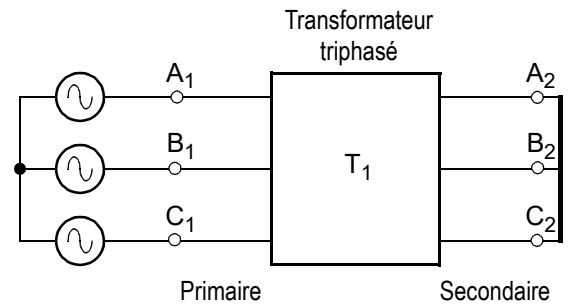 Transformateur
triphasé
A1
A2
B1
B2
T1
C1
C2
Primaire
Secondaire